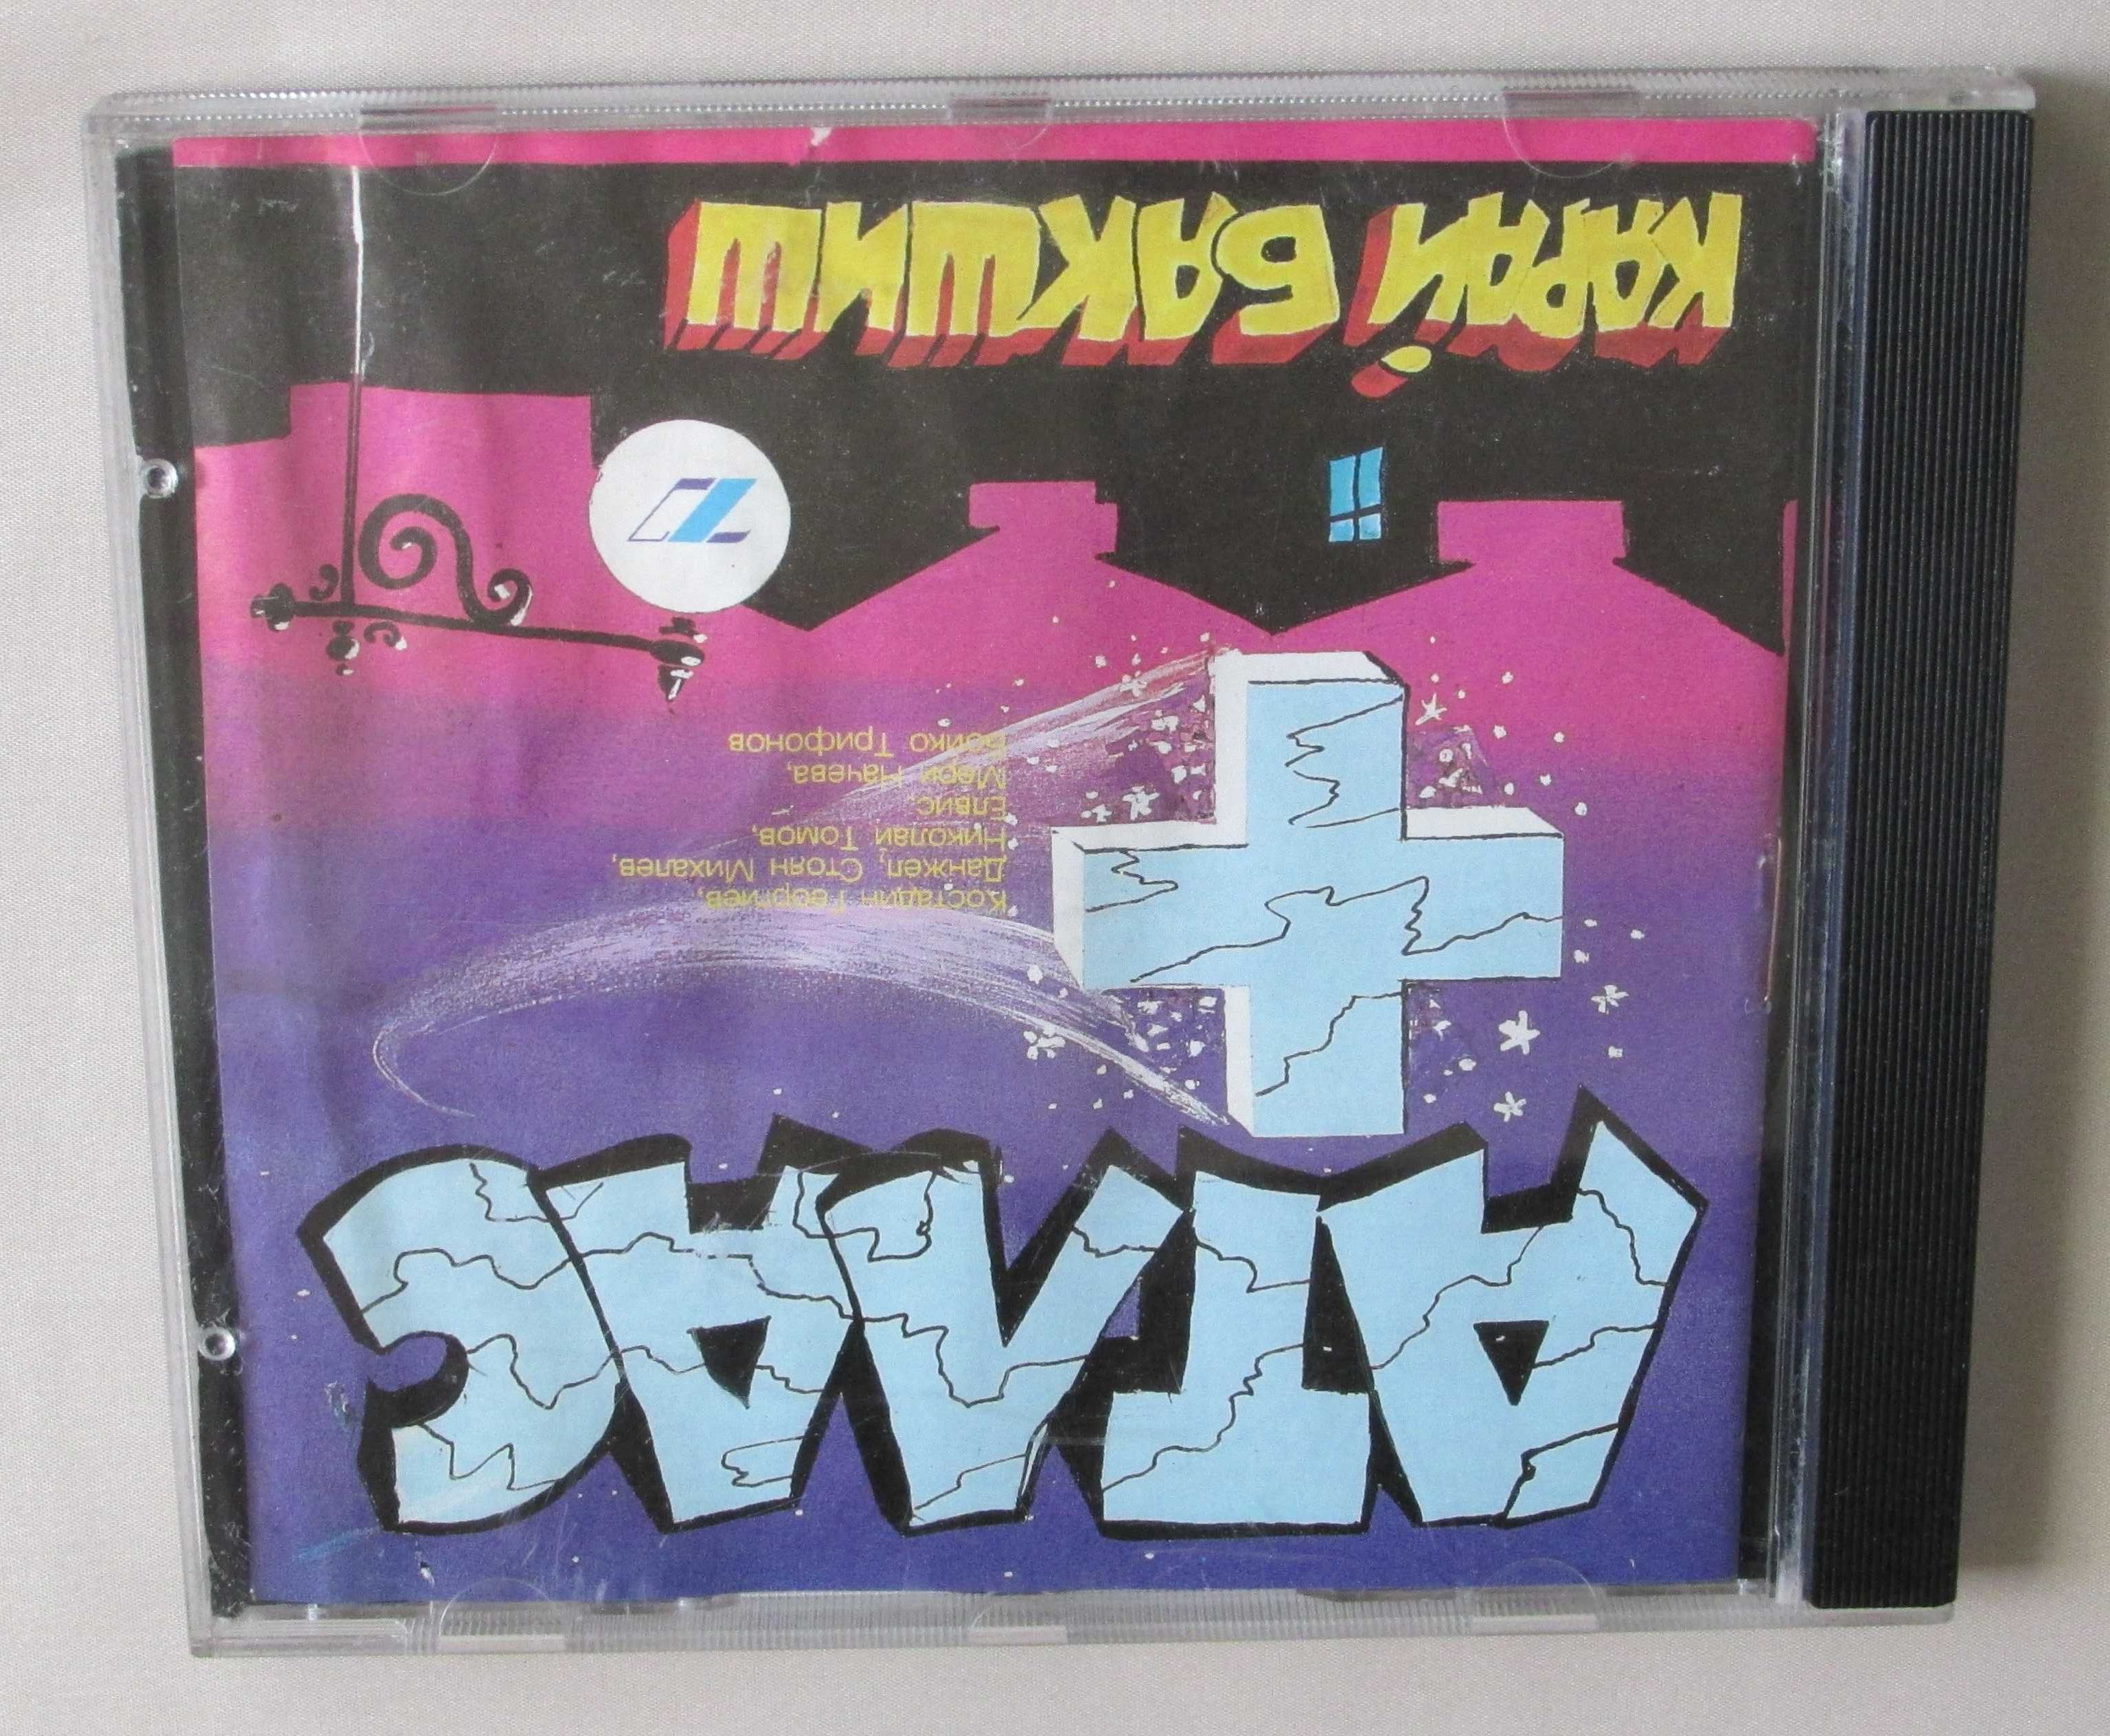 АТЛАС
+
Костадин Георгиев,
Данжел, Стоян Михалев,
Николай Томов,
Елвис,
Мери Начева,
Бойко Трифонов
КАРАЙ БАКШИШ